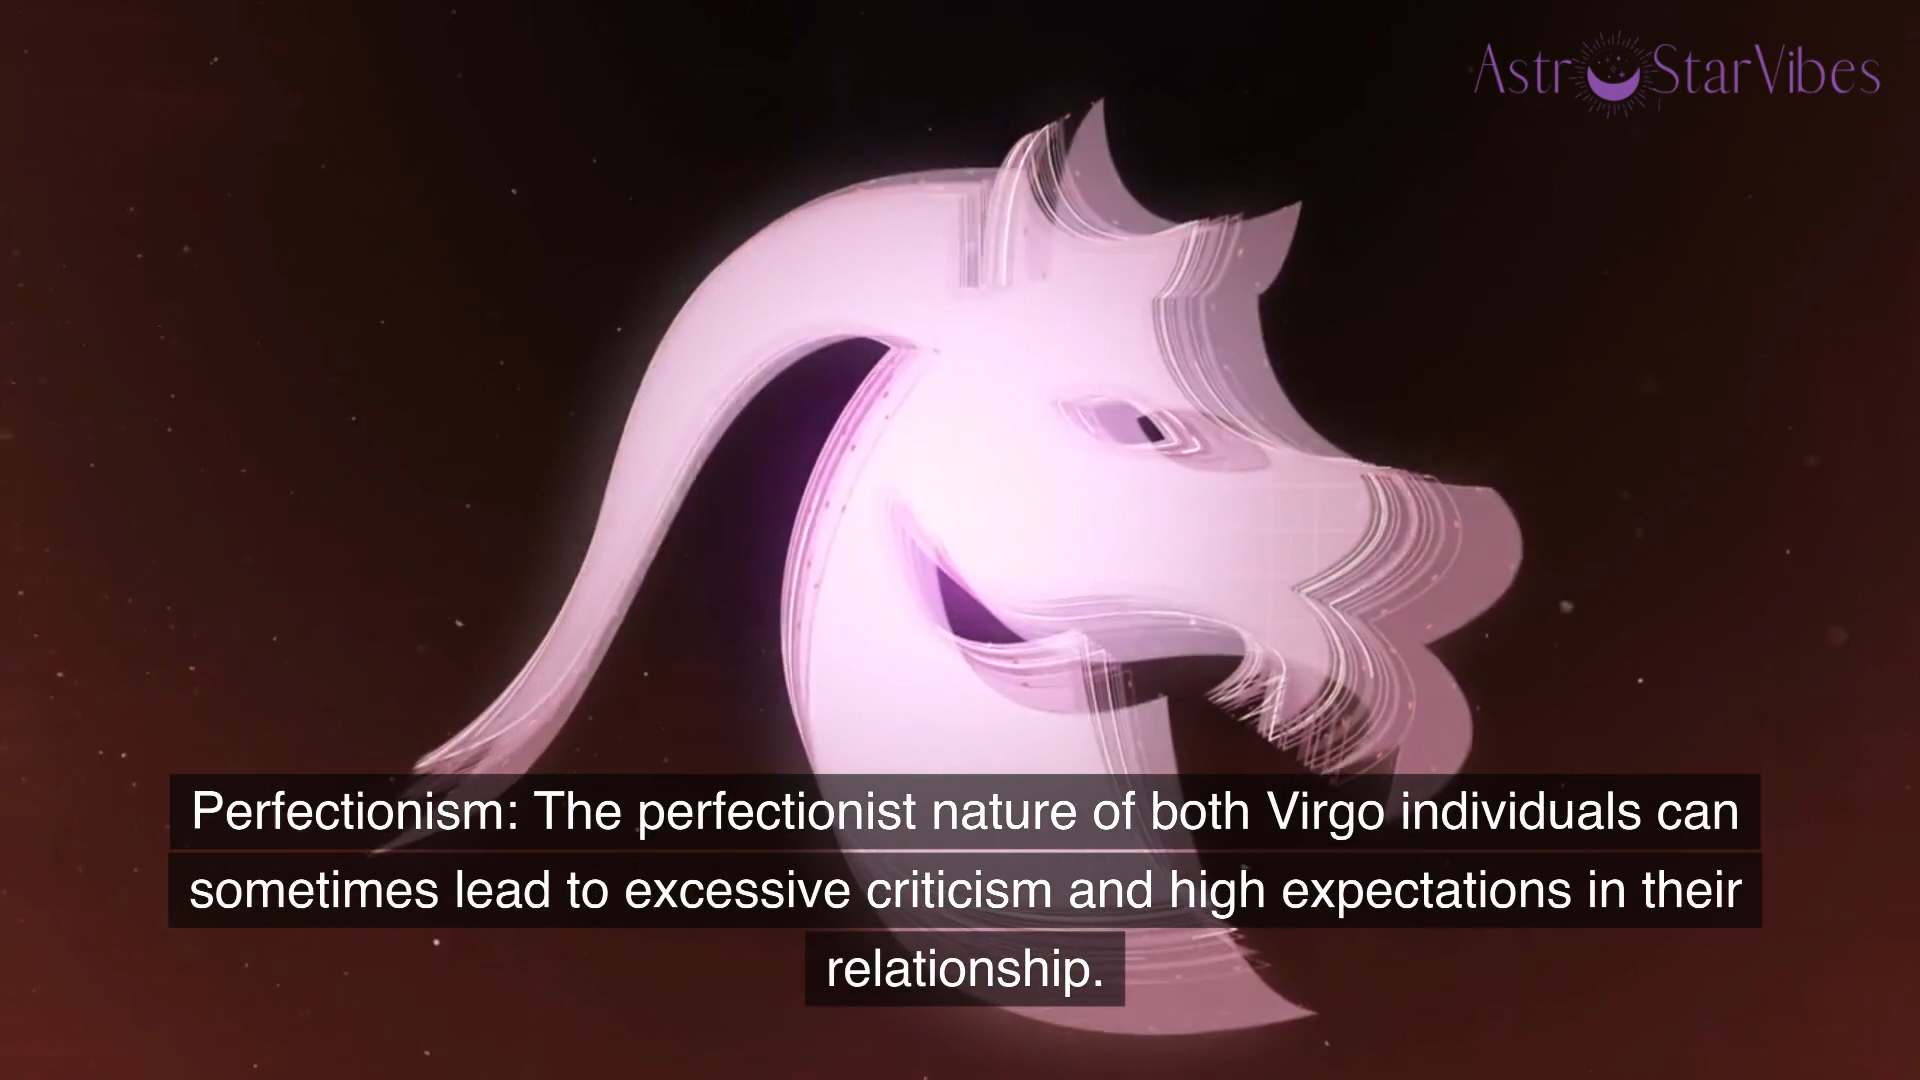 AstroStarVibes
Perfectionism: The perfectionist nature of both Virgo individuals can
sometimes lead to excessive criticism and high expectations in their
relationship.